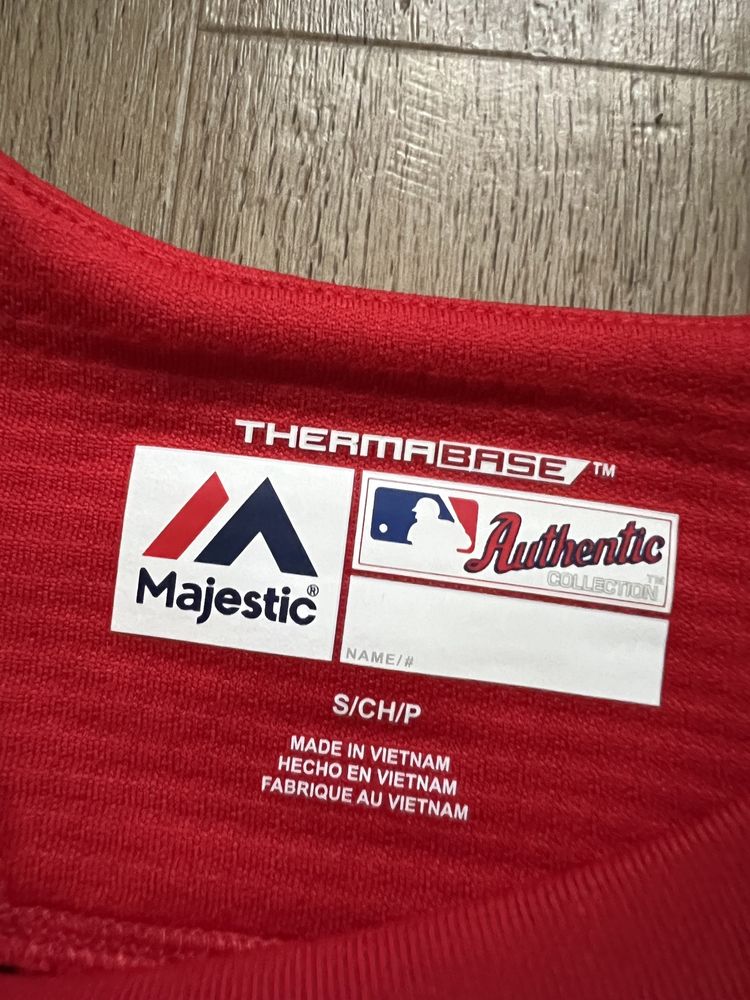 THERMABASE™
Majestic®
Authentic
COLLECTION™
NAME/#
S/CH/P
MADE IN VIETNAM
HECHO EN VIETNAM
FABRIQUE AU VIETNAM